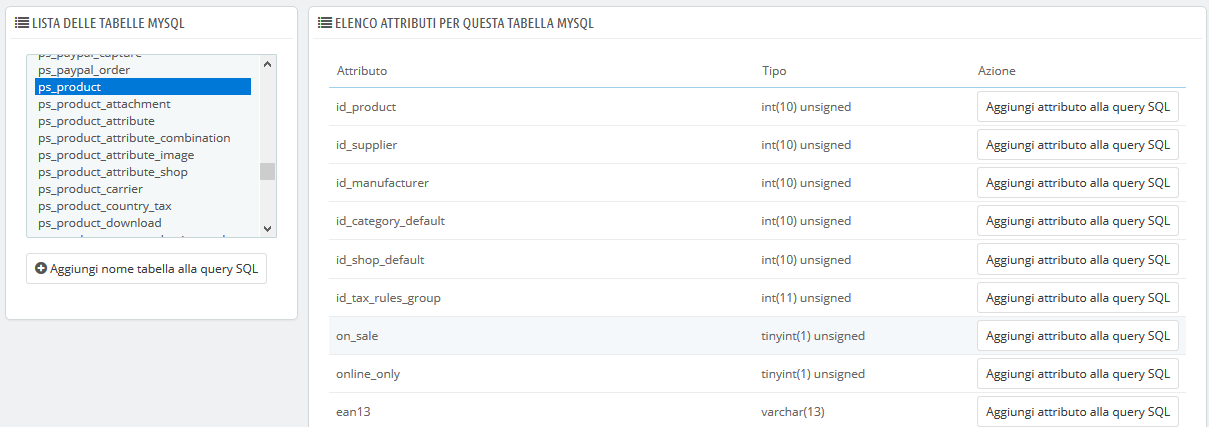 LISTA DELLE TABELLE MYSQL
ps_paypal_capture
ps_paypal_order
ps_product
ps_product_attachment
ps_product_attribute
ps_product_attribute_combination
ps_product_attribute_image
ps_product_attribute_shop
ps_product_carrier
ps_product_country_tax
ps_product_download
Aggiungi nome tabella alla query SQL
ELENCO ATTRIBUTI PER QUESTA TABELLA MYSQL
Attributo Tipo Azione
id_product int(10) unsigned Aggiungi attributo alla query SQL
id_supplier int(10) unsigned Aggiungi attributo alla query SQL
id_manufacturer int(10) unsigned Aggiungi attributo alla query SQL
id_category_default int(10) unsigned Aggiungi attributo alla query SQL
id_shop_default int(10) unsigned Aggiungi attributo alla query SQL
id_tax_rules_group int(11) unsigned Aggiungi attributo alla query SQL
on_sale tinyint(1) unsigned Aggiungi attributo alla query SQL
online_only tinyint(1) unsigned Aggiungi attributo alla query SQL
ean13 varchar(13) Aggiungi attributo alla query SQL